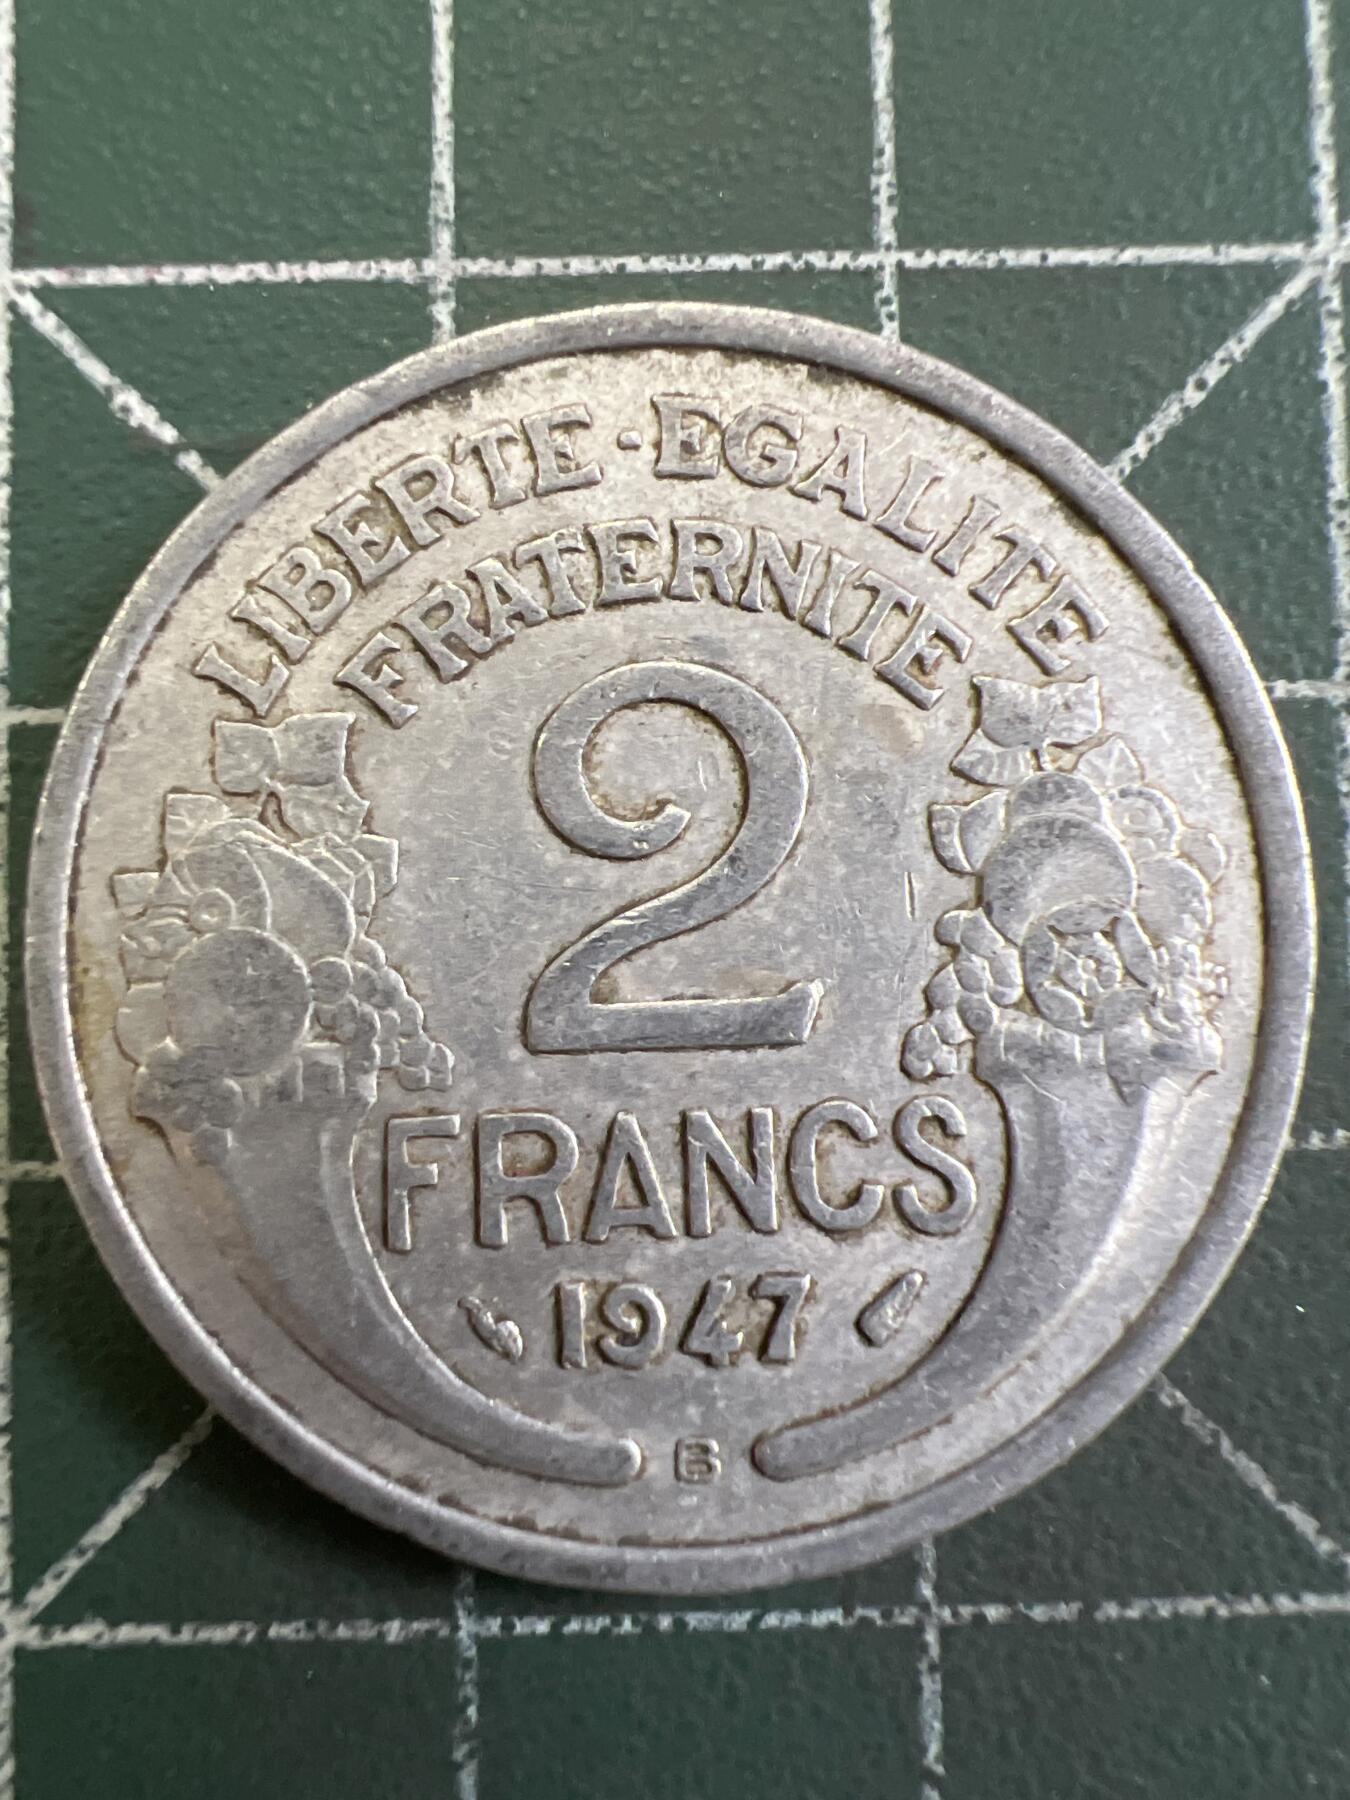 LIBERTE · EGALITE
FRATERNITE
2
FRANCS
1947
B